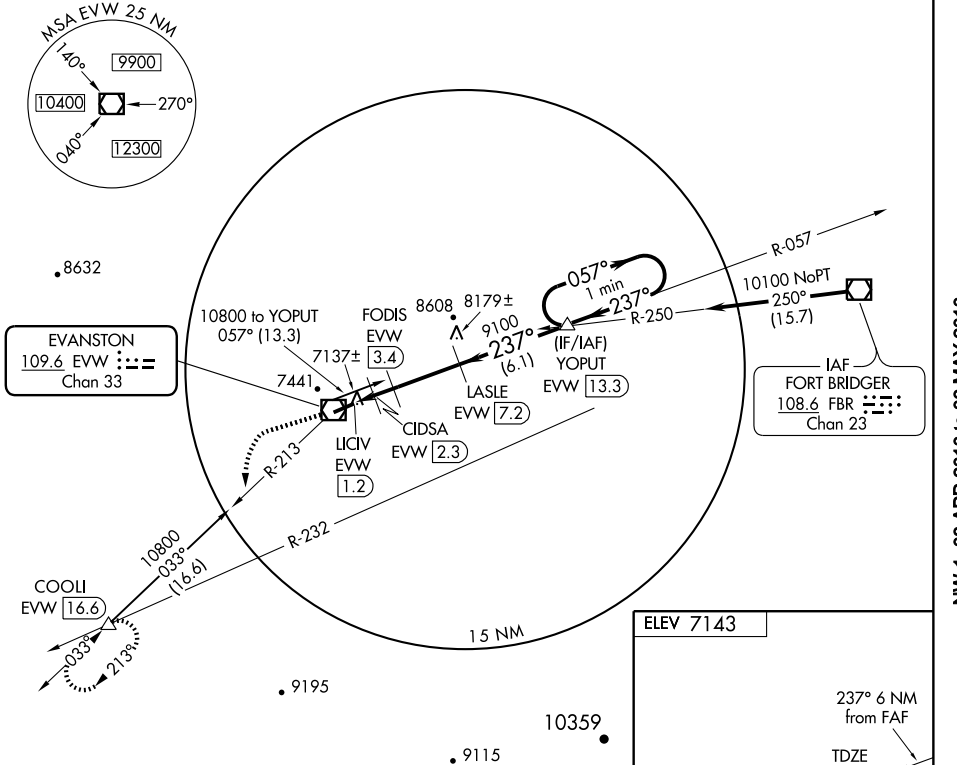 MSA EVW 25 NM
140°
9900
10400
270°
040°
12300
8632
R-057
057°
1 min
237°
10100 NoPT
250°
(15.7)
R-250
8608
8179±
FODIS
EVW
3.4
10800 to YOPUT
057° (13.3)
9100
237°
(6.1)
(IF/IAF)
YOPUT
EVW 13.3
EVANSTON
109.6 EVW
Chan 33
7137±
7441
IAF
FORT BRIDGER
108.6 FBR
Chan 23
LASLE
EVW 7.2
CIDSA
EVW 2.3
LICIV
EVW
1.2
R-213
R-232
10800
033°
(16.6)
COOLI
EVW 16.6
033°
213°
15 NM
ELEV 7143
9195
10359
9115
237° 6 NM
from FAF
TDZE